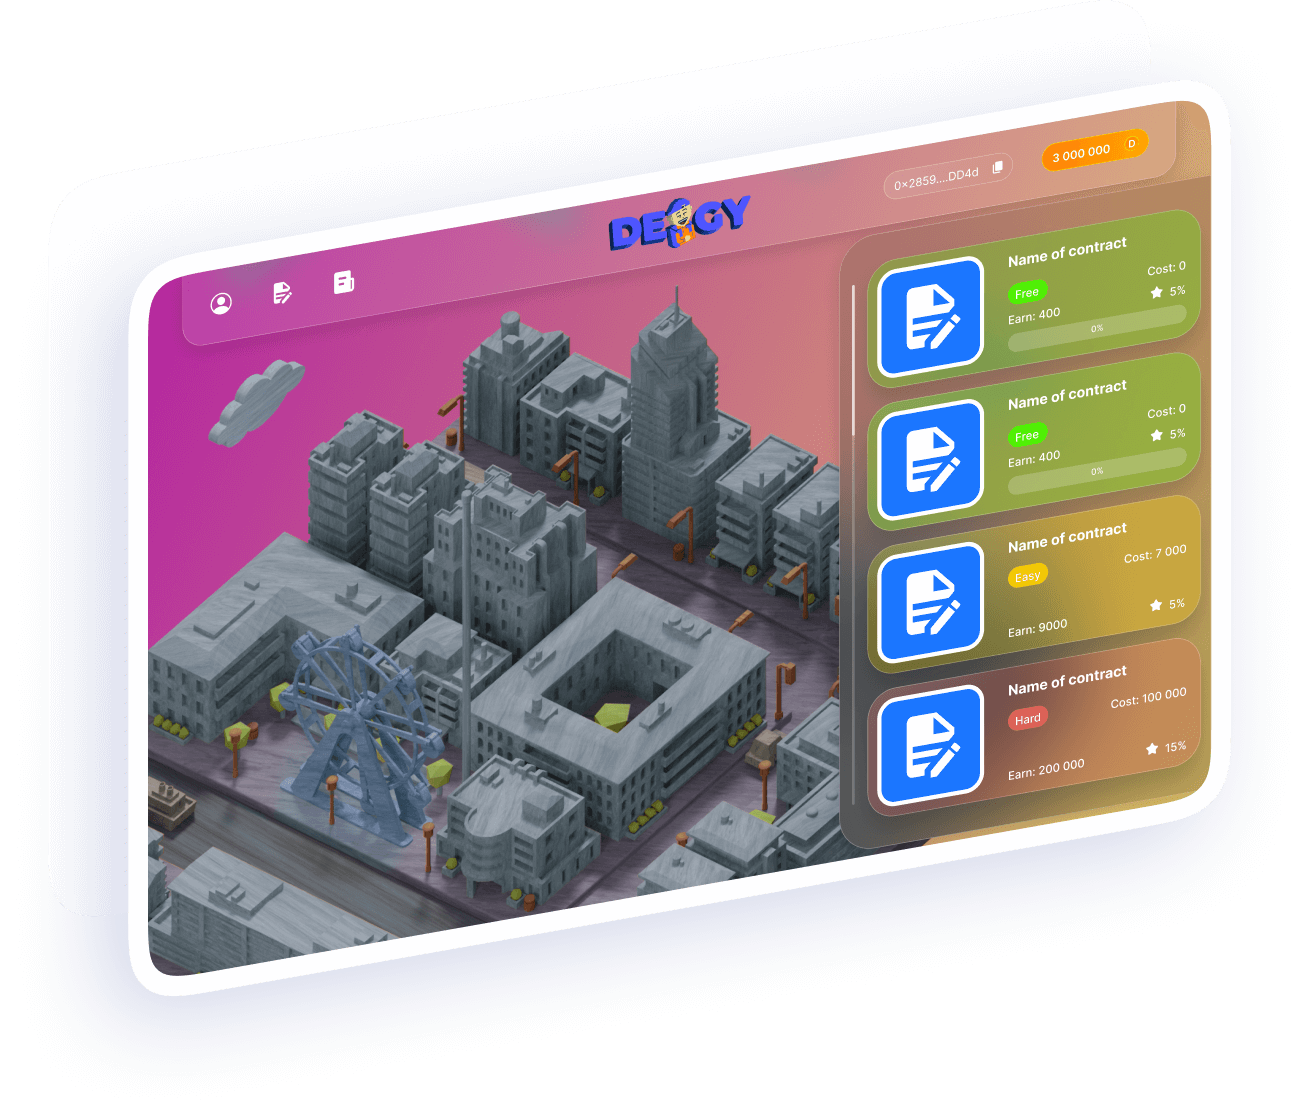 0×2859....DD4d
3 000 000 D
Name of contract
Free
Cost: 0
5%
Earn: 400
0%
Name of contract
Free
Cost: 0
5%
Earn: 400
0%
Name of contract
Easy
Cost: 7 000
5%
Earn: 9000
Name of contract
Hard
Cost: 100 000
15%
Earn: 200 000